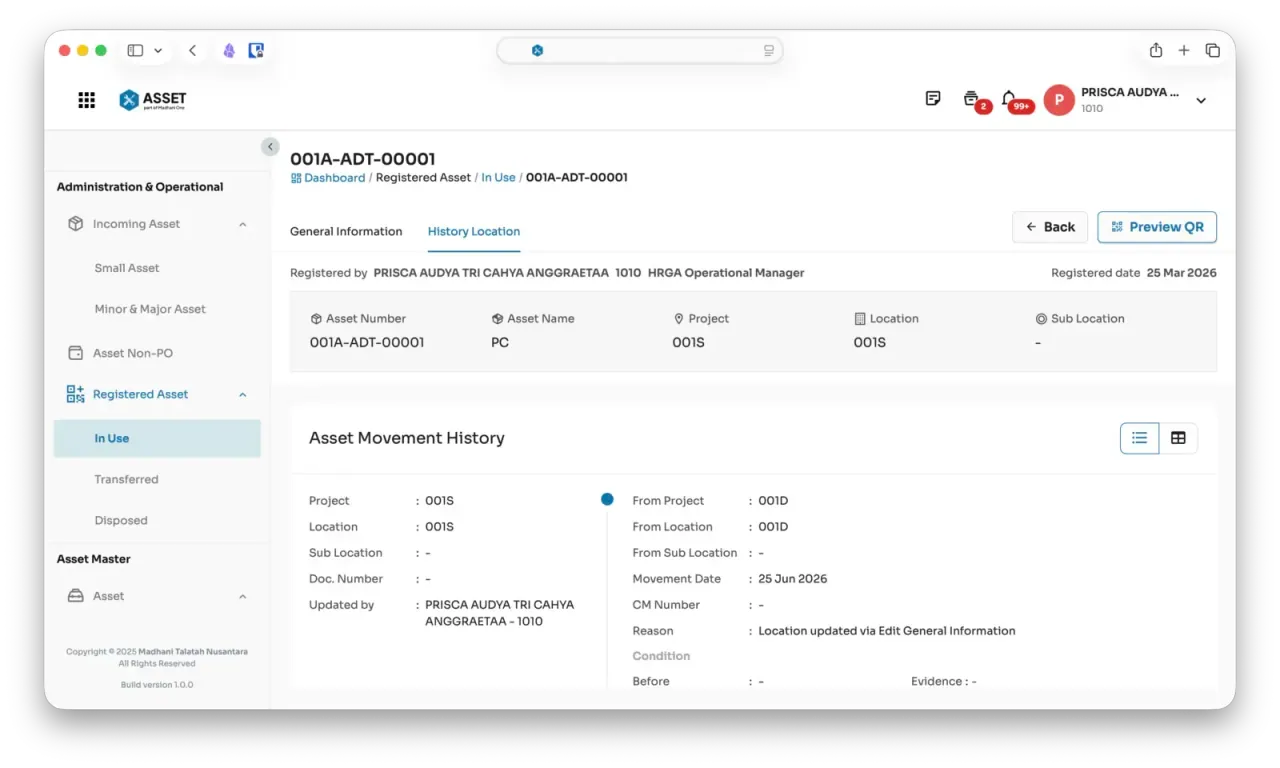 ASSET
part of Madhani One
2
99+
P
PRISCA AUDYA ...
1010
Administration & Operational
Incoming Asset
Small Asset
Minor & Major Asset
Asset Non-PO
Registered Asset
In Use
Transferred
Disposed
Asset Master
Asset
Copyright © 2025 Madhani Talatah Nusantara
All Rights Reserved
Build version 1.0.0
001A-ADT-00001
Dashboard / Registered Asset / In Use / 001A-ADT-00001
General Information
History Location
Back
Preview QR
Registered by PRISCA AUDYA TRI CAHYA ANGGRAETAA 1010 HRGA Operational Manager
Registered date 25 Mar 2026
Asset Number
001A-ADT-00001
Asset Name
PC
Project
001S
Location
001S
Sub Location
-
Asset Movement History
Project : 001S
Location : 001S
Sub Location : -
Doc. Number : -
Updated by : PRISCA AUDYA TRI CAHYA
ANGGRAETAA - 1010
From Project : 001D
From Location : 001D
From Sub Location : -
Movement Date : 25 Jun 2026
CM Number : -
Reason : Location updated via Edit General Information
Condition
Before : -
Evidence : -